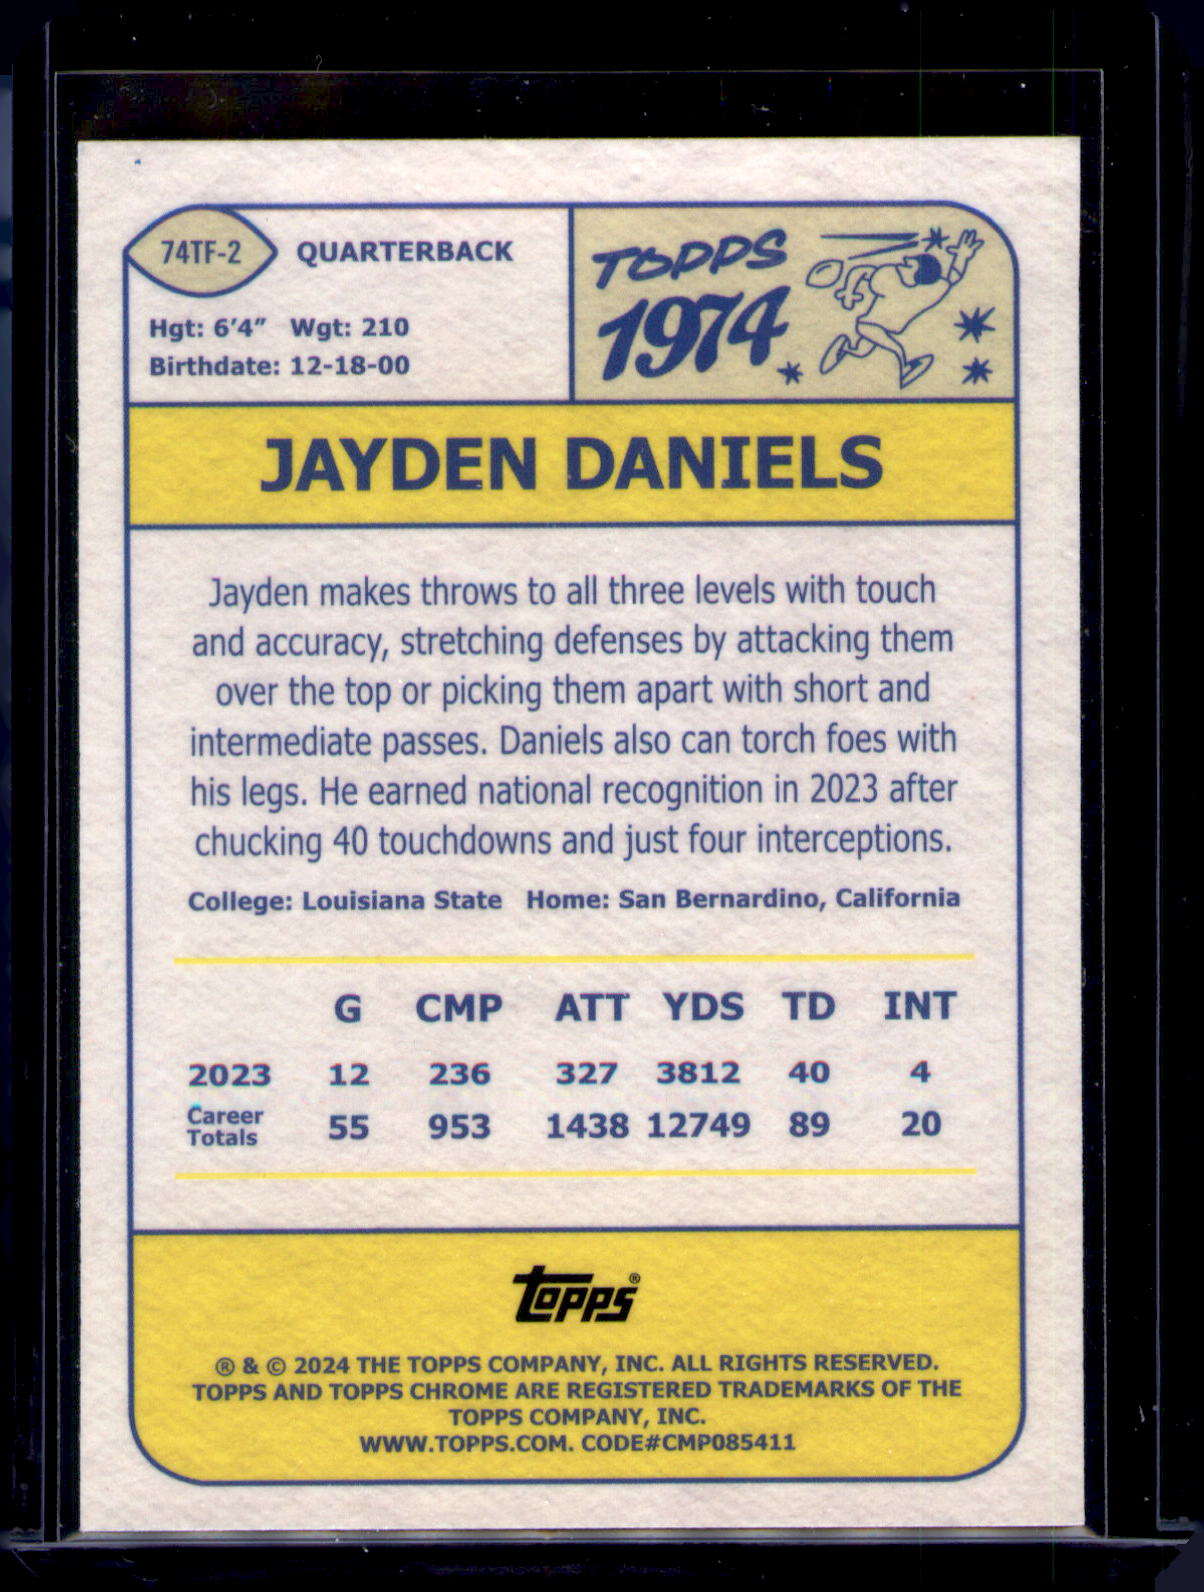 74TF-2 QUARTERBACK
Hgt: 6'4" Wgt: 210
Birthdate: 12-18-00
TOPPS
1974
JAYDEN DANIELS
Jayden makes throws to all three levels with touch
and accuracy, stretching defenses by attacking them
over the top or picking them apart with short and
intermediate passes. Daniels also can torch foes with
his legs. He earned national recognition in 2023 after
chucking 40 touchdowns and just four interceptions.
College: Louisiana State Home: San Bernardino, California
G CMP ATT YDS TD INT
2023 12 236 327 3812 40 4
Career Totals 55 953 1438 12749 89 20
Topps®
® & © 2024 THE TOPPS COMPANY, INC. ALL RIGHTS RESERVED.
TOPPS AND TOPPS CHROME ARE REGISTERED TRADEMARKS OF THE
TOPPS COMPANY, INC.
WWW.TOPPS.COM. CODE#CMP085411